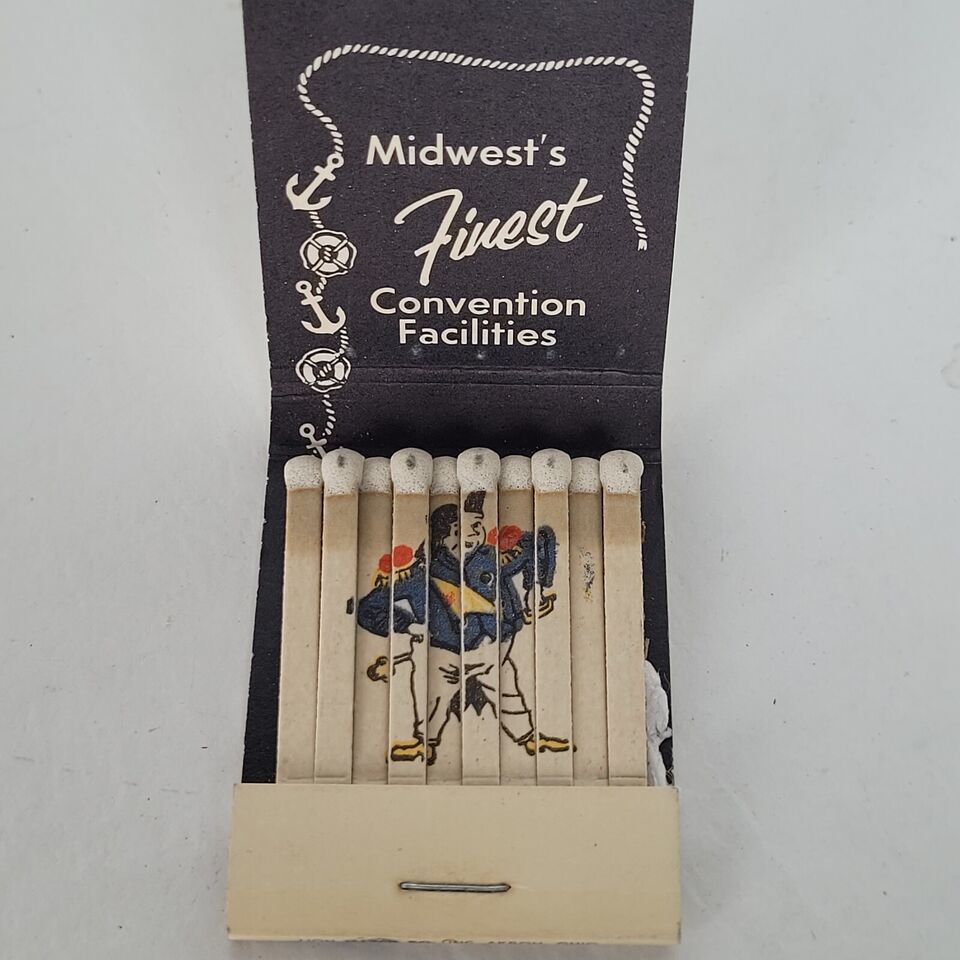 Midwest's
Finest
Convention
Facilities